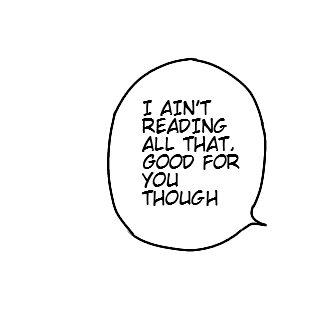 I AIN'T
READING
ALL THAT.
GOOD FOR
YOU
THOUGH